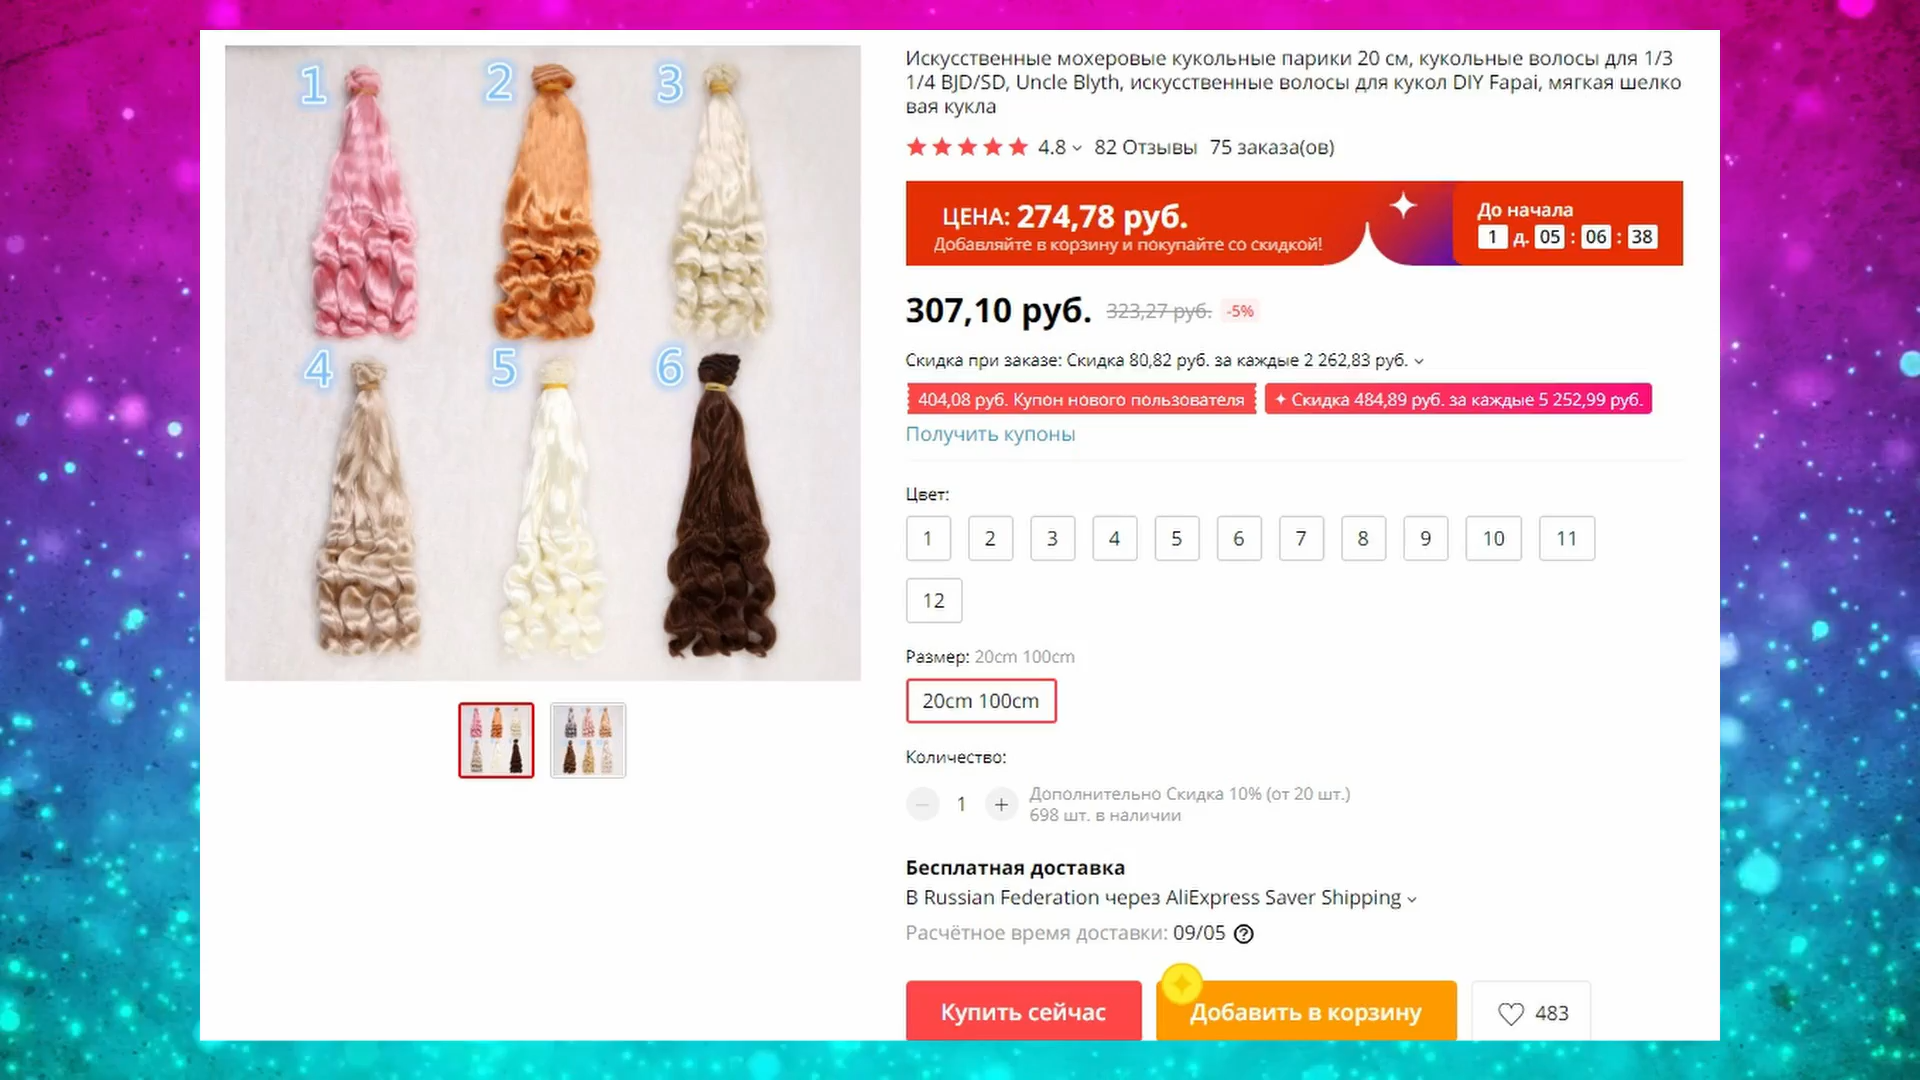 1
2
3
4
5
6
Искусственные мохеровые кукольные парики 20 см, кукольные волосы для 1/3
1/4 BJD/SD, Uncle Blyth, искусственные волосы для кукол DIY Fapai, мягкая шелко
вая кукла
4.8 82 Отзывы 75 заказа(ов)
ЦЕНА: 274,78 руб.
Добавляйте в корзину и покупайте со скидкой!
До начала
1 д. 05 : 06 : 38
307,10 руб. 323,27 руб. -5%
Скидка при заказе: Скидка 80,82 руб. за каждые 2 262,83 руб.
404,08 руб. Купон нового пользователя
Скидка 484,89 руб. за каждые 5 252,99 руб.
Получить купоны
Цвет:
1 2 3 4 5 6 7 8 9 10 11
12
Размер: 20cm 100cm
20cm 100cm
Количество:
− 1 +
Дополнительно Скидка 10% (от 20 шт.)
698 шт. в наличии
Бесплатная доставка
В Russian Federation через AliExpress Saver Shipping
Расчётное время доставки: 09/05 ?
Купить сейчас
Добавить в корзину
483